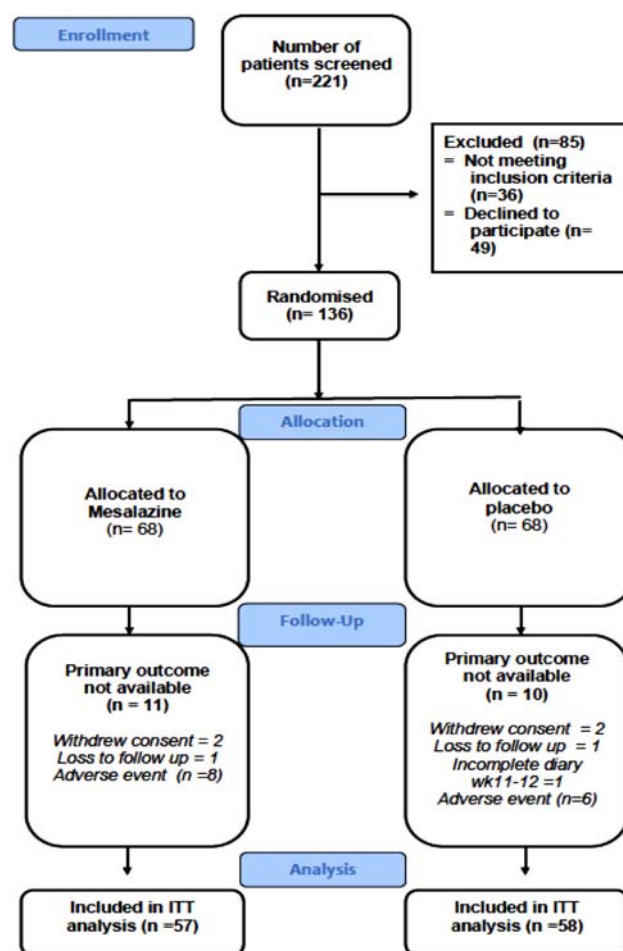 Enrollment
Number of
patients screened
(n=221)
Excluded  (n=85)
=  Not meeting
inclusion criteria
(n=36)
=  Declined to
participate (n=
49)
Randomised
(n= 136)
Allocation
Allocated to
Mesalazine
(n= 68)
Allocated to
placebo
(n= 68)
Follow-Up
Primary outcome
not available
(n = 11)
Withdrew consent = 2
Loss to follow up  = 1
Adverse event  (n =8)
Primary outcome
not available
(n = 10)
Withdrew consent  = 2
Loss to follow up  = 1
Incomplete diary
wk11-12 =1
Adverse event (n=6)
Analysis
Included in ITT
analysis (n =57)
Included in ITT
analysis (n = 58)